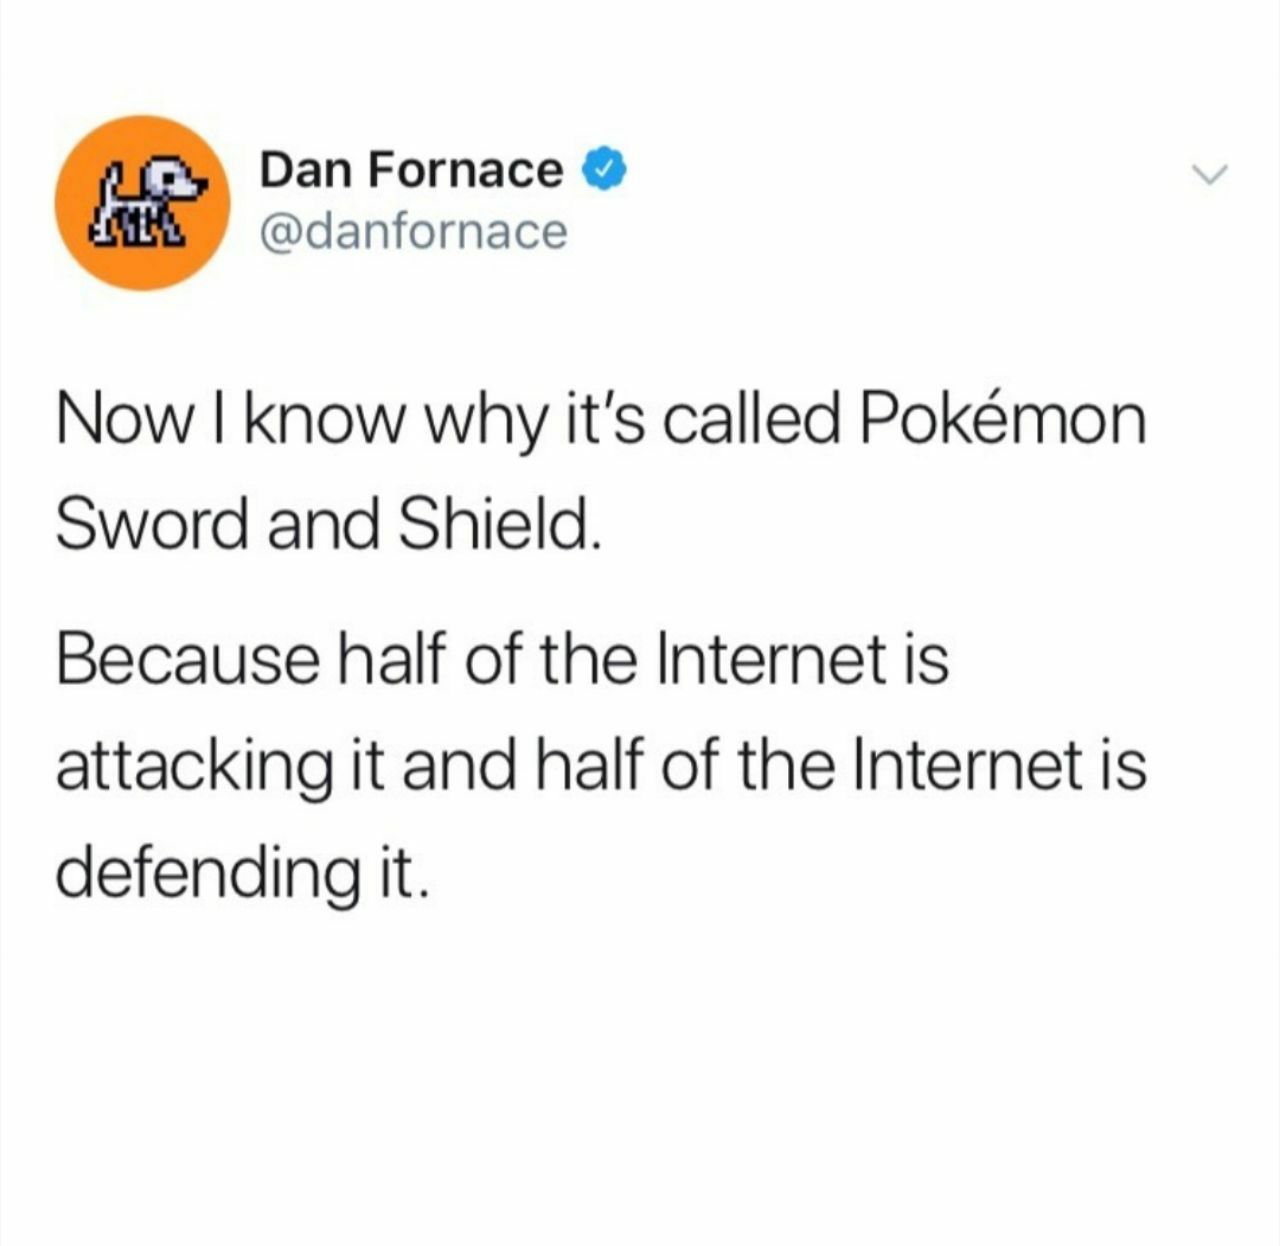 Dan Fornace
@danfornace
Now I know why it's called Pokémon
Sword and Shield.
Because half of the Internet is
attacking it and half of the Internet is
defending it.